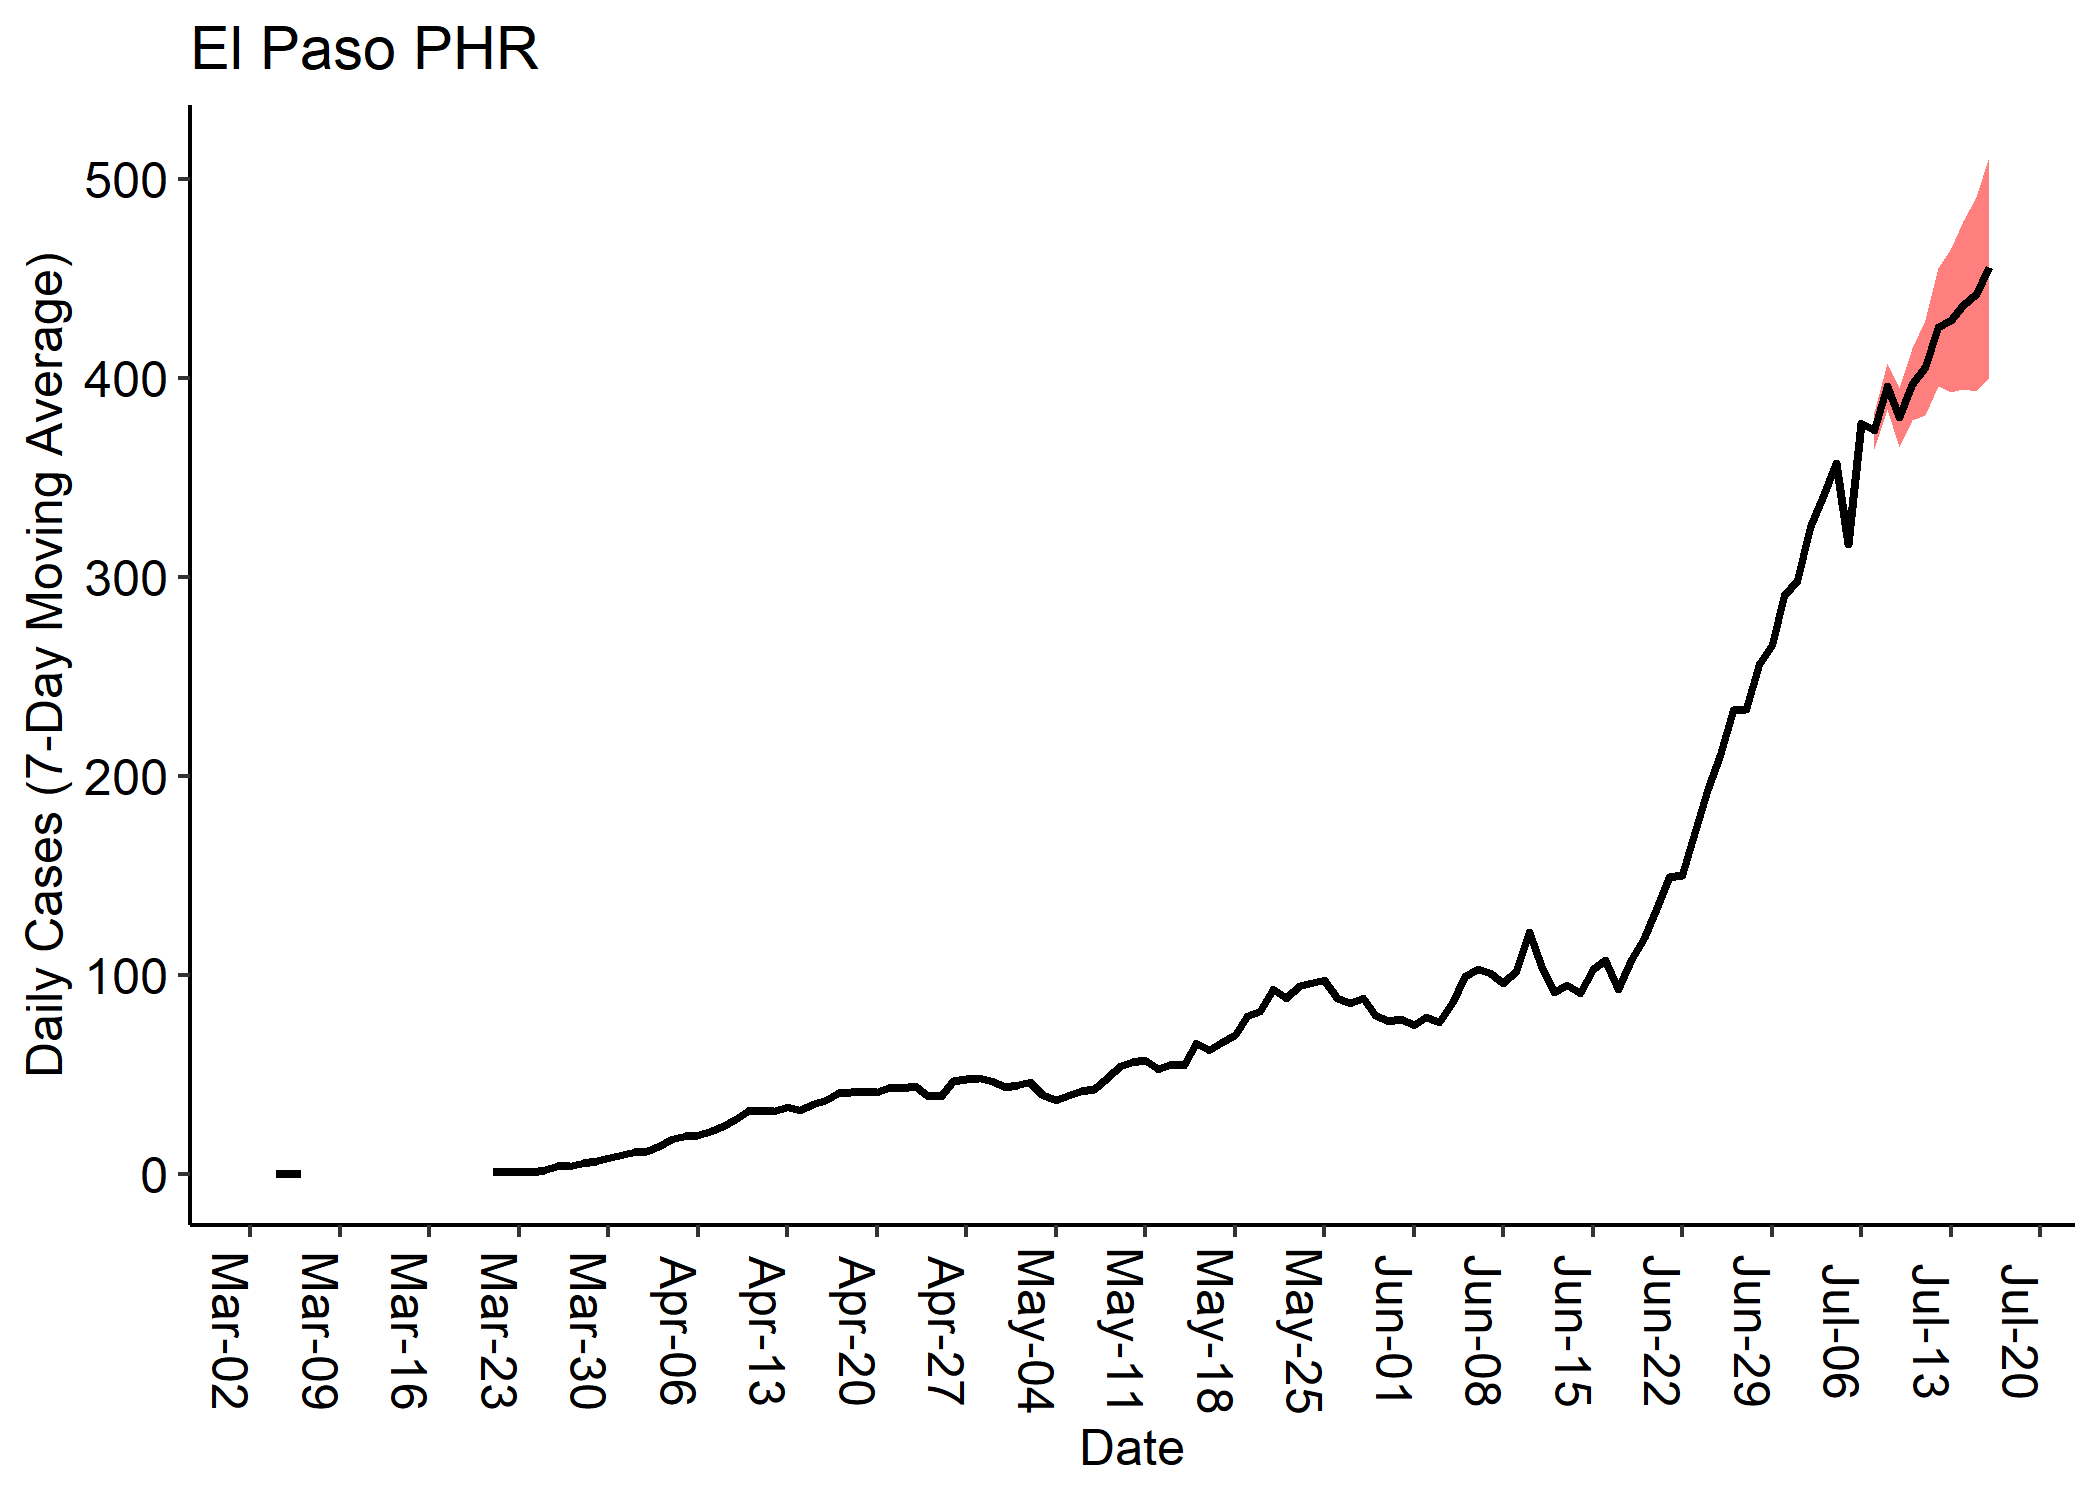 El Paso PHR
Daily Cases (7-Day Moving Average)
500
400
300
200
100
0
Mar-02
Mar-09
Mar-16
Mar-23
Mar-30
Apr-06
Apr-13
Apr-20
Apr-27
May-04
May-11
May-18
May-25
Jun-01
Jun-08
Jun-15
Jun-22
Jun-29
Jul-06
Jul-13
Jul-20
Date